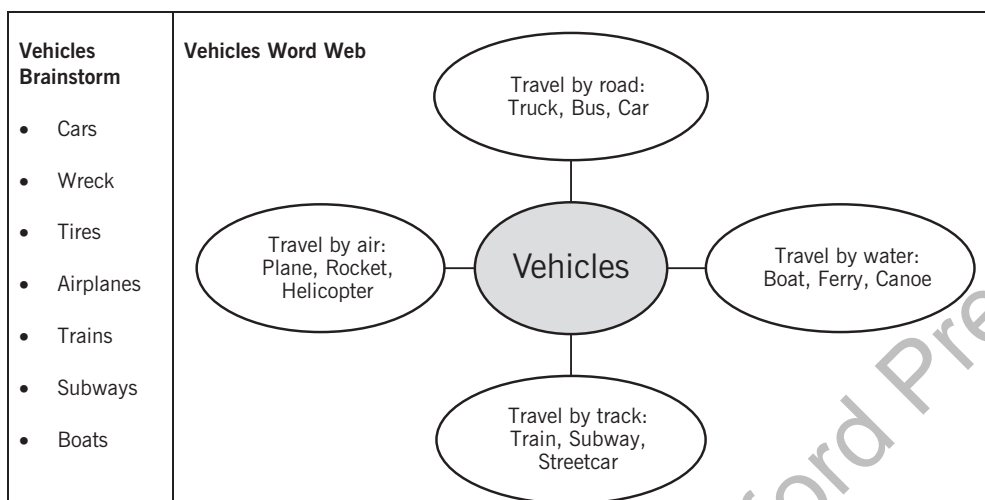 Vehicles
Brainstorm
• Cars
• Wreck
• Tires
• Airplanes
• Trains
• Subways
• Boats
Vehicles Word Web
Travel by road:
Truck, Bus, Car
Travel by air:
Plane, Rocket,
Helicopter
Vehicles
Travel by water:
Boat, Ferry, Canoe
Travel by track:
Train, Subway,
Streetcar